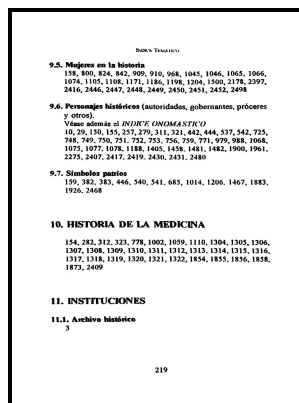 INDICE TEMATICO
9.5. Mujeres en la historia
158, 800, 824, 842, 909, 910, 968, 1045, 1046, 1065, 1066,
1074, 1105, 1108, 1171, 1186, 1198, 1204, 1500, 2178, 2397,
2416, 2446, 2447, 2448, 2449, 2450, 2451, 2452, 2498
9.6. Personajes históricos (autoridades, gobernantes, próceres
y otros).
Véase además el INDICE ONOMASTICO
10, 29, 150, 155, 257, 279, 311, 321, 442, 444, 537, 542, 725,
748, 749, 750, 751, 752, 753, 756, 759, 771, 979, 988, 1068,
1075, 1077, 1078, 1188, 1405, 1458, 1481, 1482, 1900, 1961,
2275, 2407, 2417, 2419, 2430, 2431, 2480
9.7. Símbolos patrios
159, 382, 383, 446, 540, 541, 685, 1014, 1206, 1467, 1883,
1926, 2468
10. HISTORIA DE LA MEDICINA
154, 282, 312, 323, 778, 1002, 1059, 1110, 1304, 1305, 1306,
1307, 1308, 1309, 1310, 1311, 1312, 1313, 1314, 1315, 1316,
1317, 1318, 1319, 1320, 1321, 1322, 1854, 1855, 1856, 1858,
1873, 2409
11. INSTITUCIONES
11.1. Archivo histórico
3
219